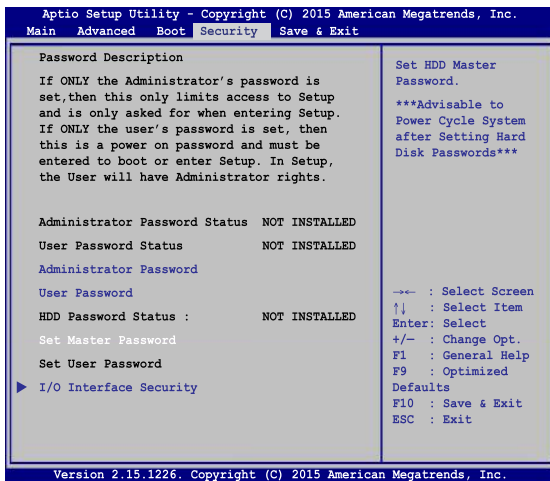 Aptio Setup Utility - Copyright (C) 2015 American Megatrends, Inc.
Main Advanced Boot Security Save & Exit
Password Description
If ONLY the Administrator's password is
set,then this only limits access to Setup
and is only asked for when entering Setup.
If ONLY the user's password is set, then
this is a power on password and must be
entered to boot or enter Setup. In Setup,
the User will have Administrator rights.
Administrator Password Status NOT INSTALLED
User Password Status NOT INSTALLED
Administrator Password
User Password
HDD Password Status : NOT INSTALLED
Set Master Password
Set User Password
I/O Interface Security
Set HDD Master
Password.
***Advisable to
Power Cycle System
after Setting Hard
Disk Passwords***
→← : Select Screen
↑↓ : Select Item
Enter: Select
+/— : Change Opt.
F1 : General Help
F9 : Optimized
Defaults
F10 : Save & Exit
ESC : Exit
Version 2.15.1226. Copyright (C) 2015 American Megatrends, Inc.